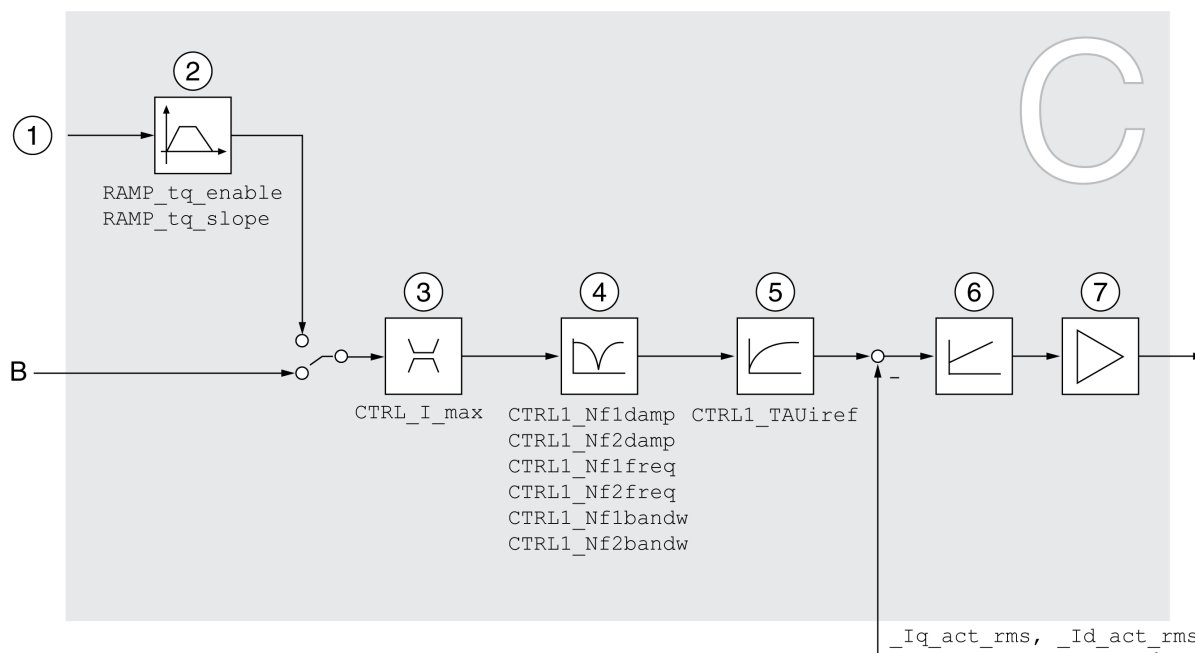 C
2
1
RAMP_tq_enable
RAMP_tq_slope
3
4
5
6
7
B
CTRL_I_max
CTRL1_Nf1damp
CTRL1_Nf2damp
CTRL1_Nf1freq
CTRL1_Nf2freq
CTRL1_Nf1bandw
CTRL1_Nf2bandw
CTRL1_TAUiref
–
_Iq_act_rms, _Id_act_rms